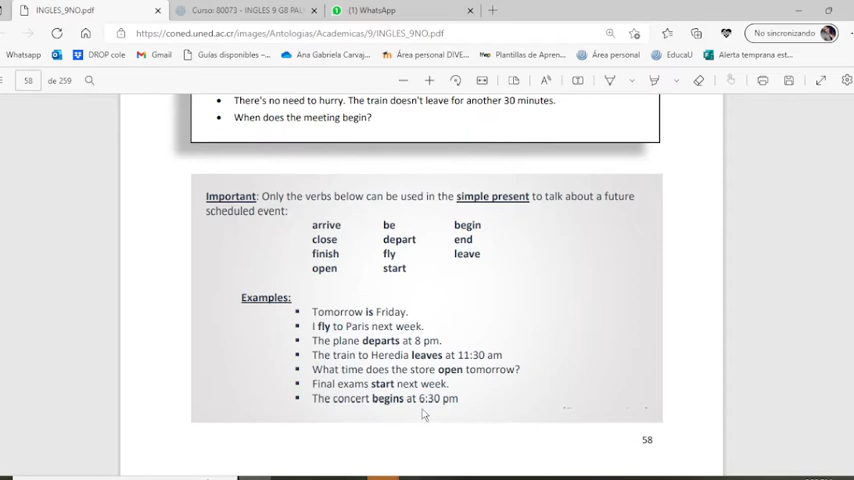 INGLES_9NO.pdf
Curso: 80073 - INGLES 9 G8 PAL
(1) WhatsApp
https://coned.uned.ac.cr/images/Antologias/Academicas/9/INGLES_9NO.pdf
No sincronizando
Whatsapp
DROP cole
Gmail
Guías disponibles –...
Ana Gabriela Carvaj...
Área personal DIVE...
Plantillas de Apren...
Área personal
EducaU
Alerta temprana est...
58 de 259
• There's no need to hurry. The train doesn't leave for another 30 minutes.
• When does the meeting begin?
Important: Only the verbs below can be used in the simple present to talk about a future
scheduled event:
arrive be begin
close depart end
finish fly leave
open start
Examples:
▪ Tomorrow is Friday.
▪ I fly to Paris next week.
▪ The plane departs at 8 pm.
▪ The train to Heredia leaves at 11:30 am
▪ What time does the store open tomorrow?
▪ Final exams start next week.
▪ The concert begins at 6:30 pm
58